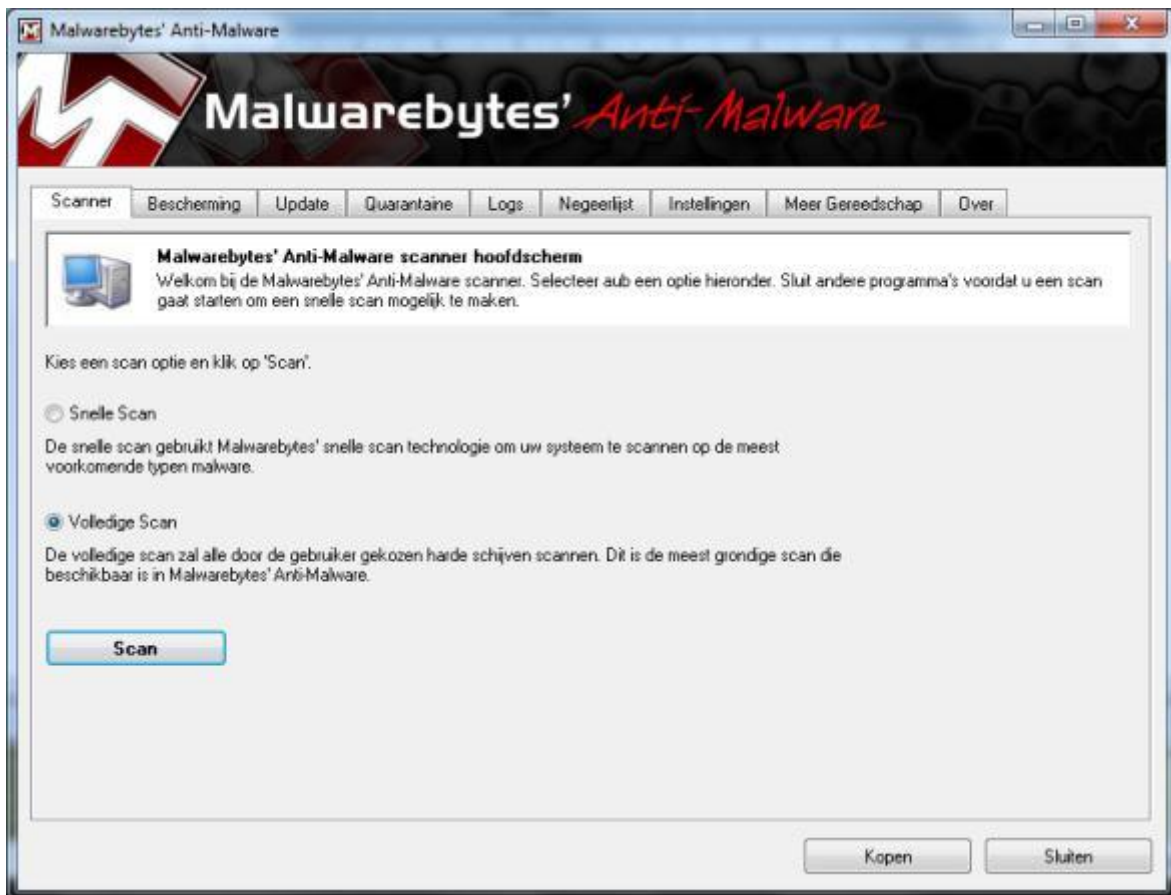 Malwarebytes' Anti-Malware
Malwarebytes' Anti-Malware
Scanner Bescherming Update Quarantaine Logs Negeerlijst Instellingen Meer Gereedschap Over
Malwarebytes' Anti-Malware scanner hoofdscherm
Welkom bij de Malwarebytes' Anti-Malware scanner. Selecteer aub een optie hieronder. Sluit andere programma's voordat u een scan
gaat starten om een snelle scan mogelijk te maken.
Kies een scan optie en klik op 'Scan'.
Snelle Scan
De snelle scan gebruikt Malwarebytes' snelle scan technologie om uw systeem te scannen op de meest
voorkomende typen malware.
Volledige Scan
De volledige scan zal alle door de gebruiker gekozen harde schijven scannen. Dit is de meest grondige scan die
beschikbaar is in Malwarebytes' Anti-Malware.
Scan
Kopen Sluiten